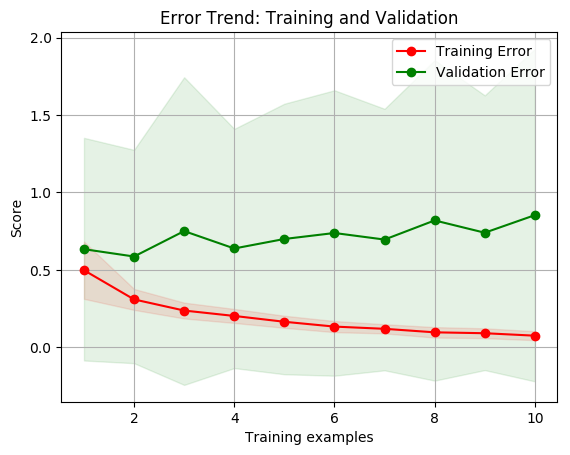 Error Trend: Training and Validation
2.0
1.5
1.0
0.5
0.0
Score
Training Error
Validation Error
2 4 6 8 10
Training examples